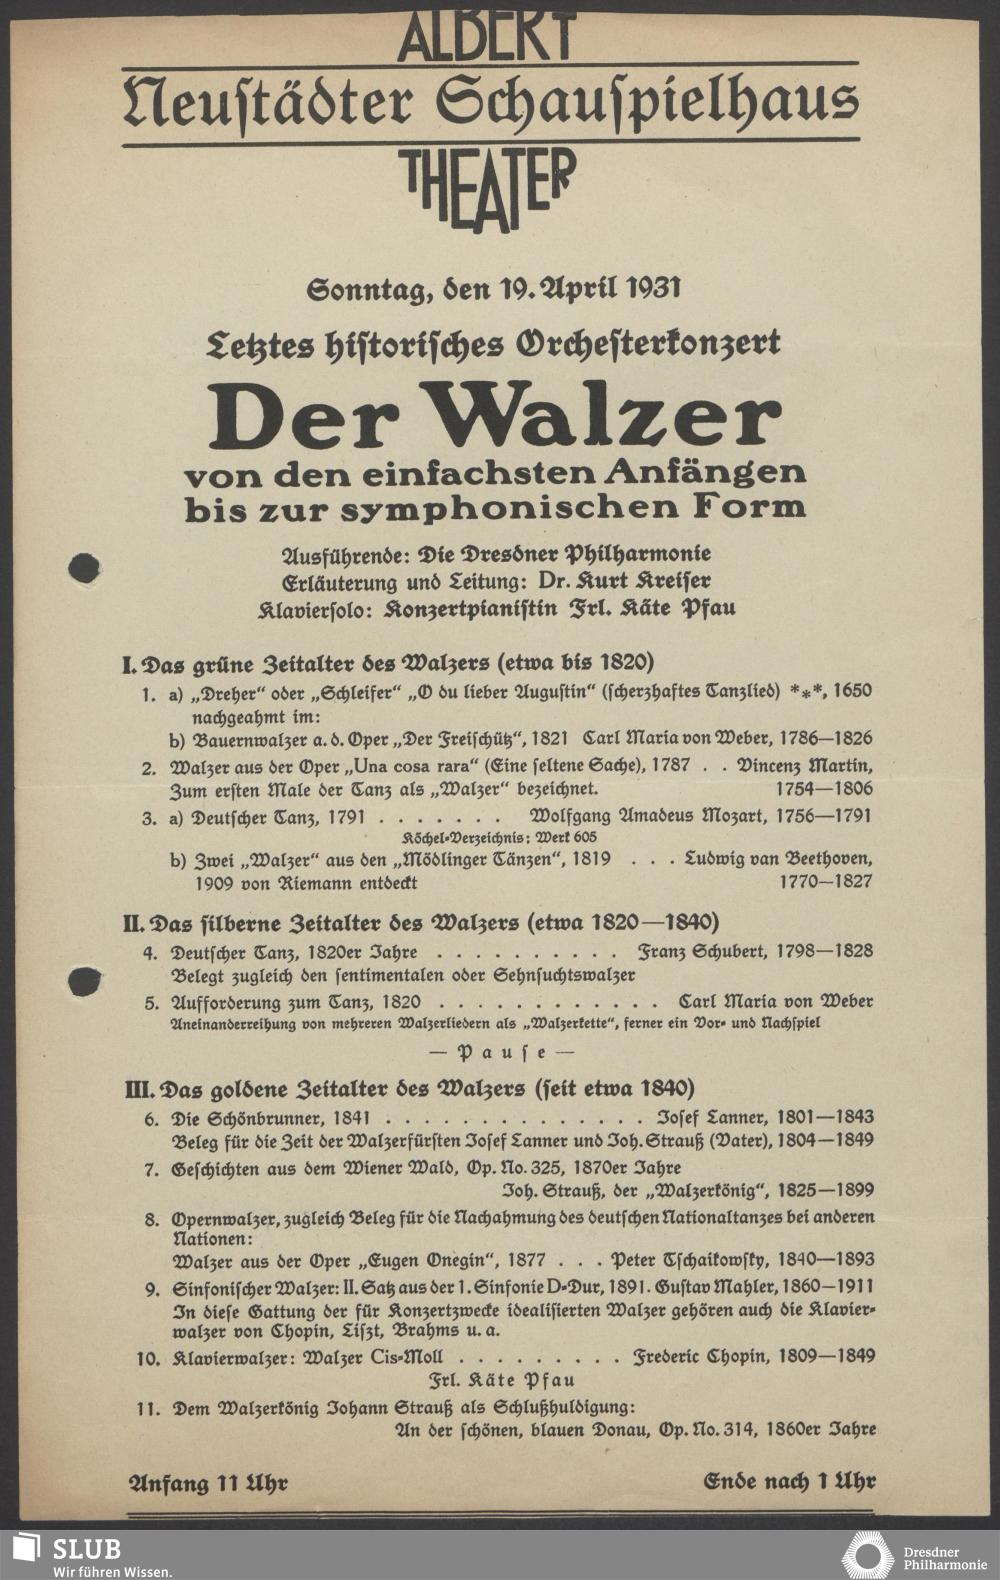 ALBERT
Neustädter Schauspielhaus
THEATER
Sonntag, den 19. April 1931
Letztes historisches Orchesterkonzert
Der Walzer
von den einfachsten Anfängen
bis zur symphonischen Form
Ausführende: Die Dresdner Philharmonie
Erläuterung und Leitung: Dr. Kurt Kreiser
Klaviersolo: Konzertpianistin Frl. Käte Pfau
I. Das grüne Zeitalter des Walzers (etwa bis 1820)
1. a) „Dreher“ oder „Schleifer“ „O du lieber Augustin“ (scherzhaftes Tanzlied) ***, 1650
nachgeahmt im:
b) Bauernwalzer a. d. Oper „Der Freischütz“, 1821 Carl Maria von Weber, 1786—1826
2. Walzer aus der Oper „Una cosa rara“ (Eine seltene Sache), 1787 . . Vincenz Martin,
Zum ersten Male der Tanz als „Walzer“ bezeichnet. 1754—1806
3. a) Deutscher Tanz, 1791 . . . . . . . Wolfgang Amadeus Mozart, 1756—1791
Köchel-Verzeichnis: Werk 605
b) Zwei „Walzer“ aus den „Mödlinger Tänzen“, 1819 . . . Ludwig van Beethoven,
1909 von Riemann entdeckt 1770—1827
II. Das silberne Zeitalter des Walzers (etwa 1820—1840)
4. Deutscher Tanz, 1820er Jahre . . . . . . . . . . Franz Schubert, 1798—1828
Belegt zugleich den sentimentalen oder Sehnsuchtswalzer
5. Aufforderung zum Tanz, 1820 . . . . . . . . . . . . Carl Maria von Weber
Aneinanderreihung von mehreren Walzerliedern als „Walzerkette“, ferner ein Vor- und Nachspiel
— Pause —
III. Das goldene Zeitalter des Walzers (seit etwa 1840)
6. Die Schönbrunner, 1841 . . . . . . . . . . . . . . Josef Lanner, 1801—1843
Beleg für die Zeit der Walzerfürsten Josef Lanner und Joh. Strauß (Vater), 1804—1849
7. Geschichten aus dem Wiener Wald, Op. No. 325, 1870er Jahre
Joh. Strauß, der „Walzerkönig“, 1825—1899
8. Opernwalzer, zugleich Beleg für die Nachahmung des deutschen Nationaltanzes bei anderen
Nationen:
Walzer aus der Oper „Eugen Onegin“, 1877 . . . Peter Tschaikowsky, 1840—1893
9. Sinfonischer Walzer: II. Satz aus der 1. Sinfonie D-Dur, 1891. Gustav Mahler, 1860—1911
In diese Gattung der für Konzertzwecke idealisierten Walzer gehören auch die Klavier-
walzer von Chopin, Liszt, Brahms u. a.
10. Klavierwalzer: Walzer Cis-Moll . . . . . . . . . Frederic Chopin, 1809—1849
Frl. Käte Pfau
11. Dem Walzerkönig Johann Strauß als Schlußhuldigung:
An der schönen, blauen Donau, Op. No. 314, 1860er Jahre
Anfang 11 Uhr Ende nach 1 Uhr
SLUB
Wir führen Wissen.
Dresdner
Philharmonie